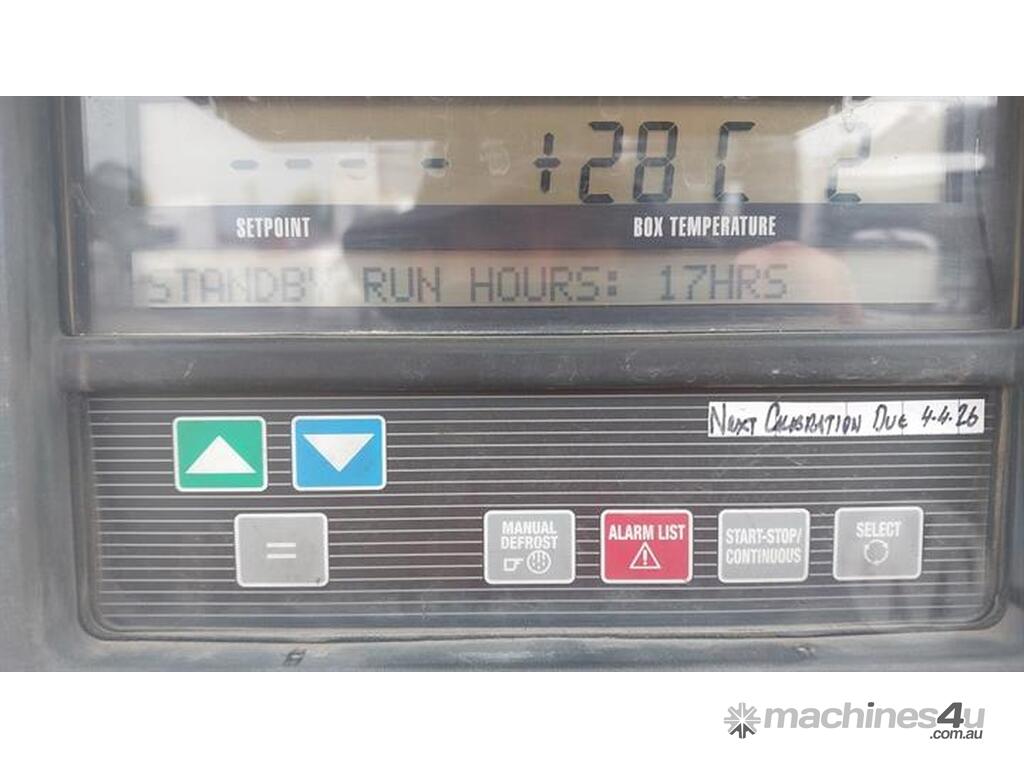 ---- +28C 2
SETPOINT BOX TEMPERATURE
STANDBY RUN HOURS: 17HRS
NEXT CALIBRATION DUE 4.4.26
=
MANUAL DEFROST
ALARM LIST
START-STOP/ CONTINUOUS
SELECT
machines4u
.com.au